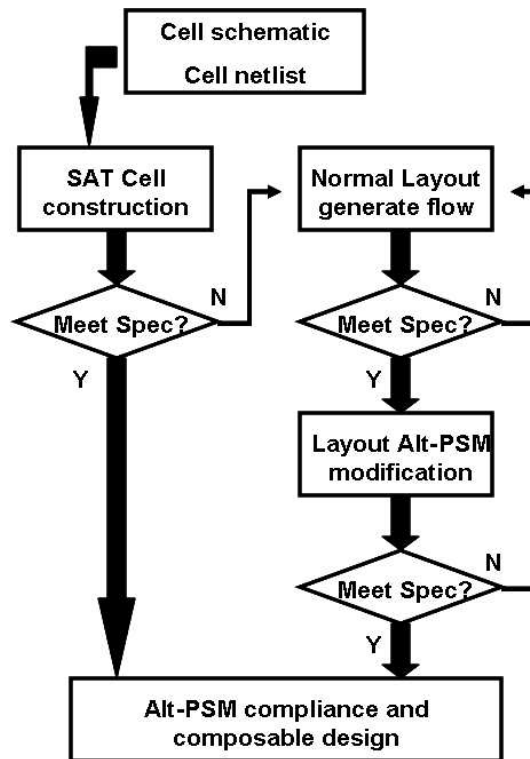 Cell schematic
Cell netlist
SAT Cell
construction
Normal Layout
generate flow
N
Meet Spec?
Y
N
Meet Spec?
Y
Layout Alt-PSM
modification
N
Meet Spec?
Y
Alt-PSM compliance and
composable design